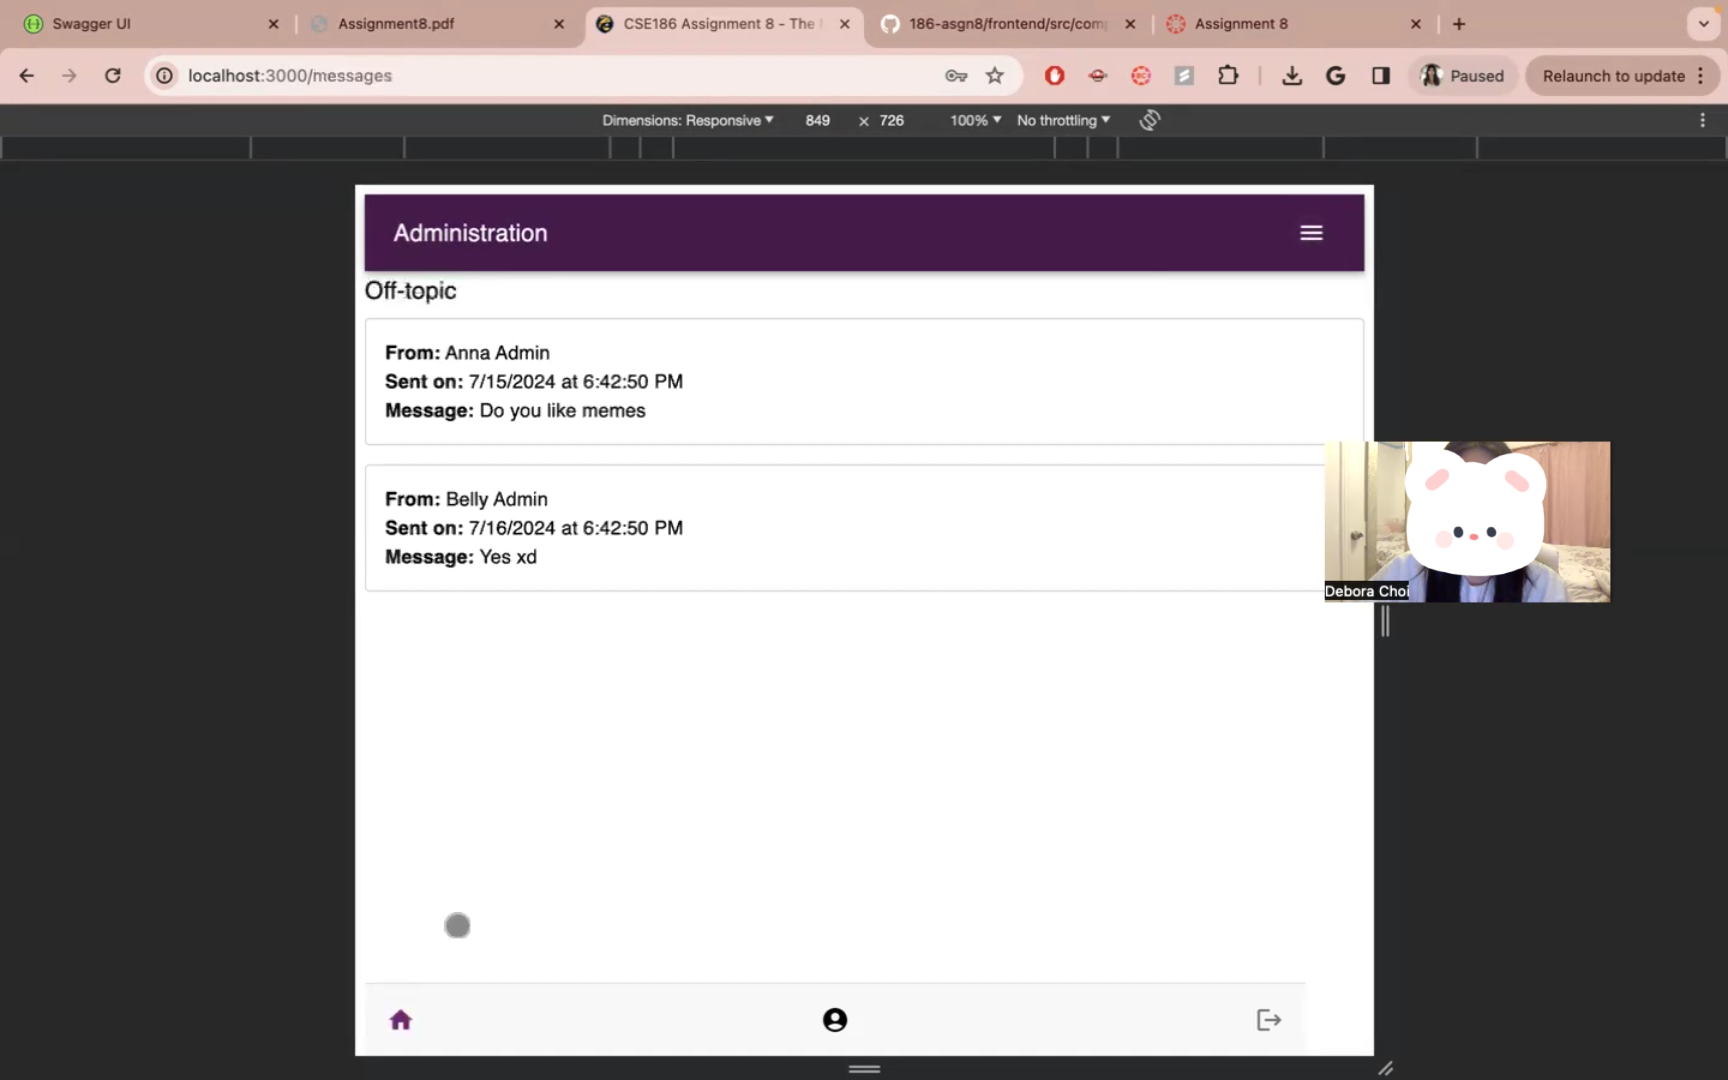 Swagger UI
Assignment8.pdf
CSE186 Assignment 8 - The
186-asgn8/frontend/src/com
Assignment 8
localhost:3000/messages
Paused
Relaunch to update
Dimensions: Responsive
849 × 726
100%
No throttling
Administration
Off-topic
From: Anna Admin
Sent on: 7/15/2024 at 6:42:50 PM
Message: Do you like memes
From: Belly Admin
Sent on: 7/16/2024 at 6:42:50 PM
Message: Yes xd
Debora Choi